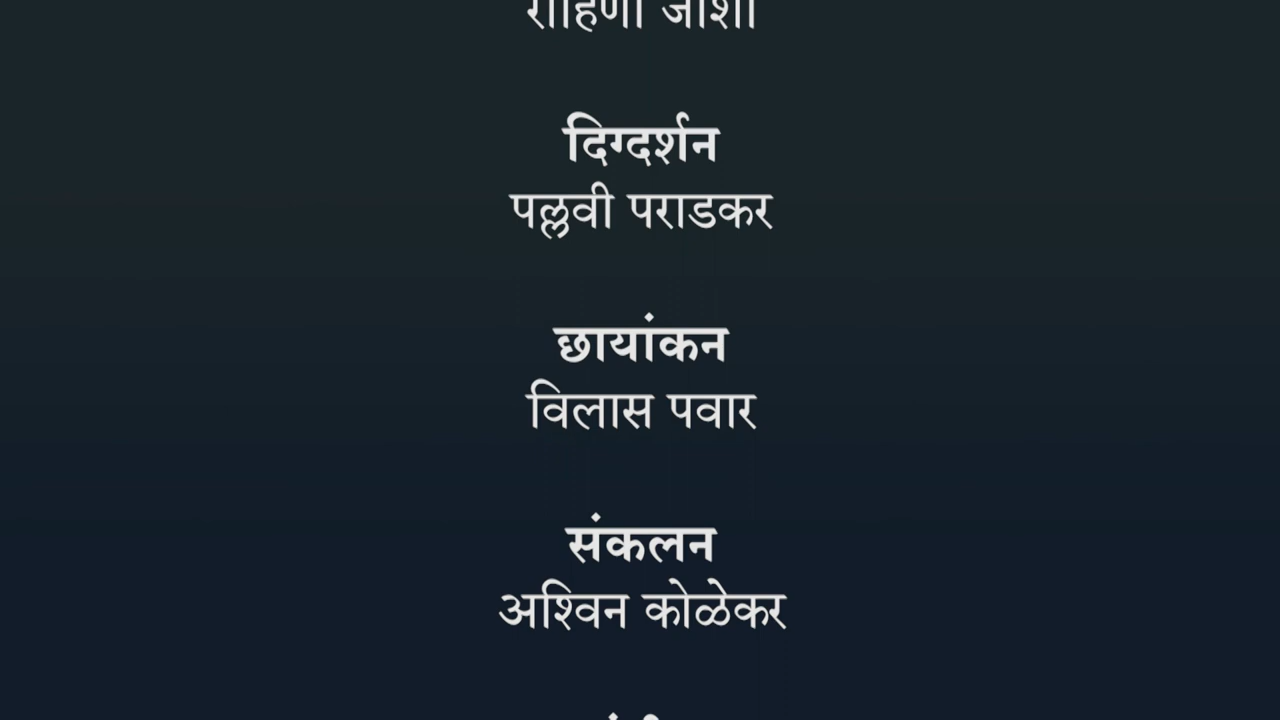 रोहिणी जोशी
दिग्दर्शन
पल्लवी पराडकर
छायांकन
विलास पवार
संकलन
अश्विन कोळेकर